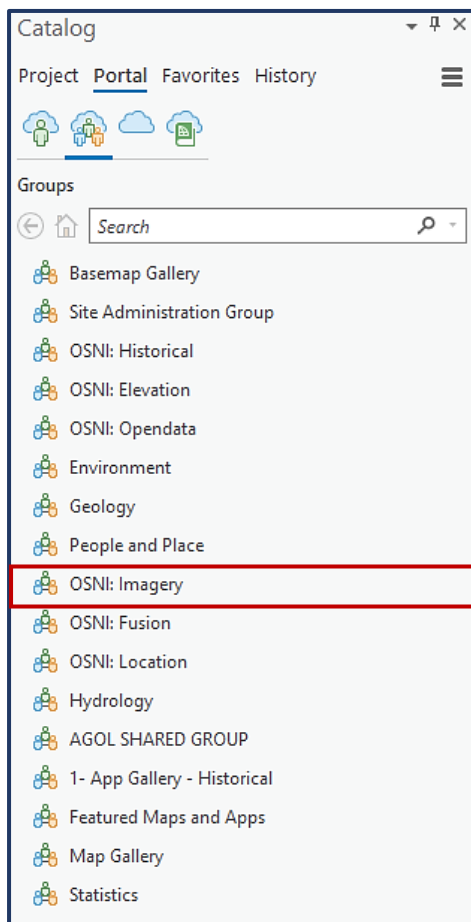 Catalog
Project Portal Favorites History
Groups
Search
Basemap Gallery
Site Administration Group
OSNI: Historical
OSNI: Elevation
OSNI: Opendata
Environment
Geology
People and Place
OSNI: Imagery
OSNI: Fusion
OSNI: Location
Hydrology
AGOL SHARED GROUP
1- App Gallery - Historical
Featured Maps and Apps
Map Gallery
Statistics